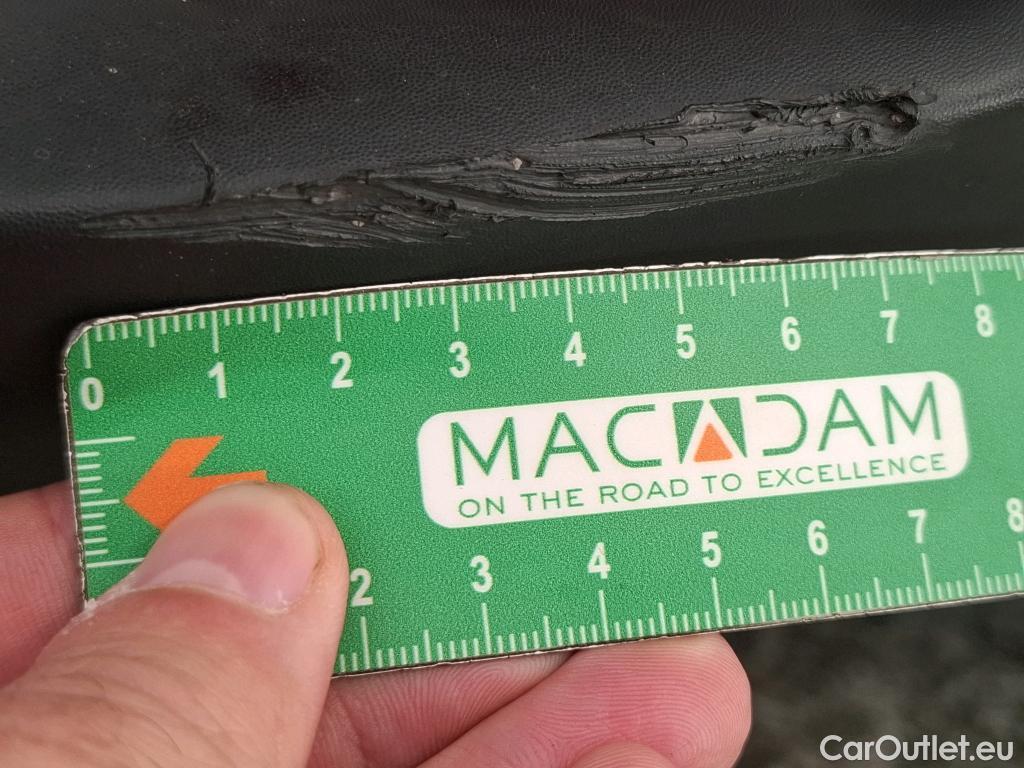 0 1 2 3 4 5 6 7 8
MACADAM
ON THE ROAD TO EXCELLENCE
2 3 4 5 6 7 8
CarOutlet.eu